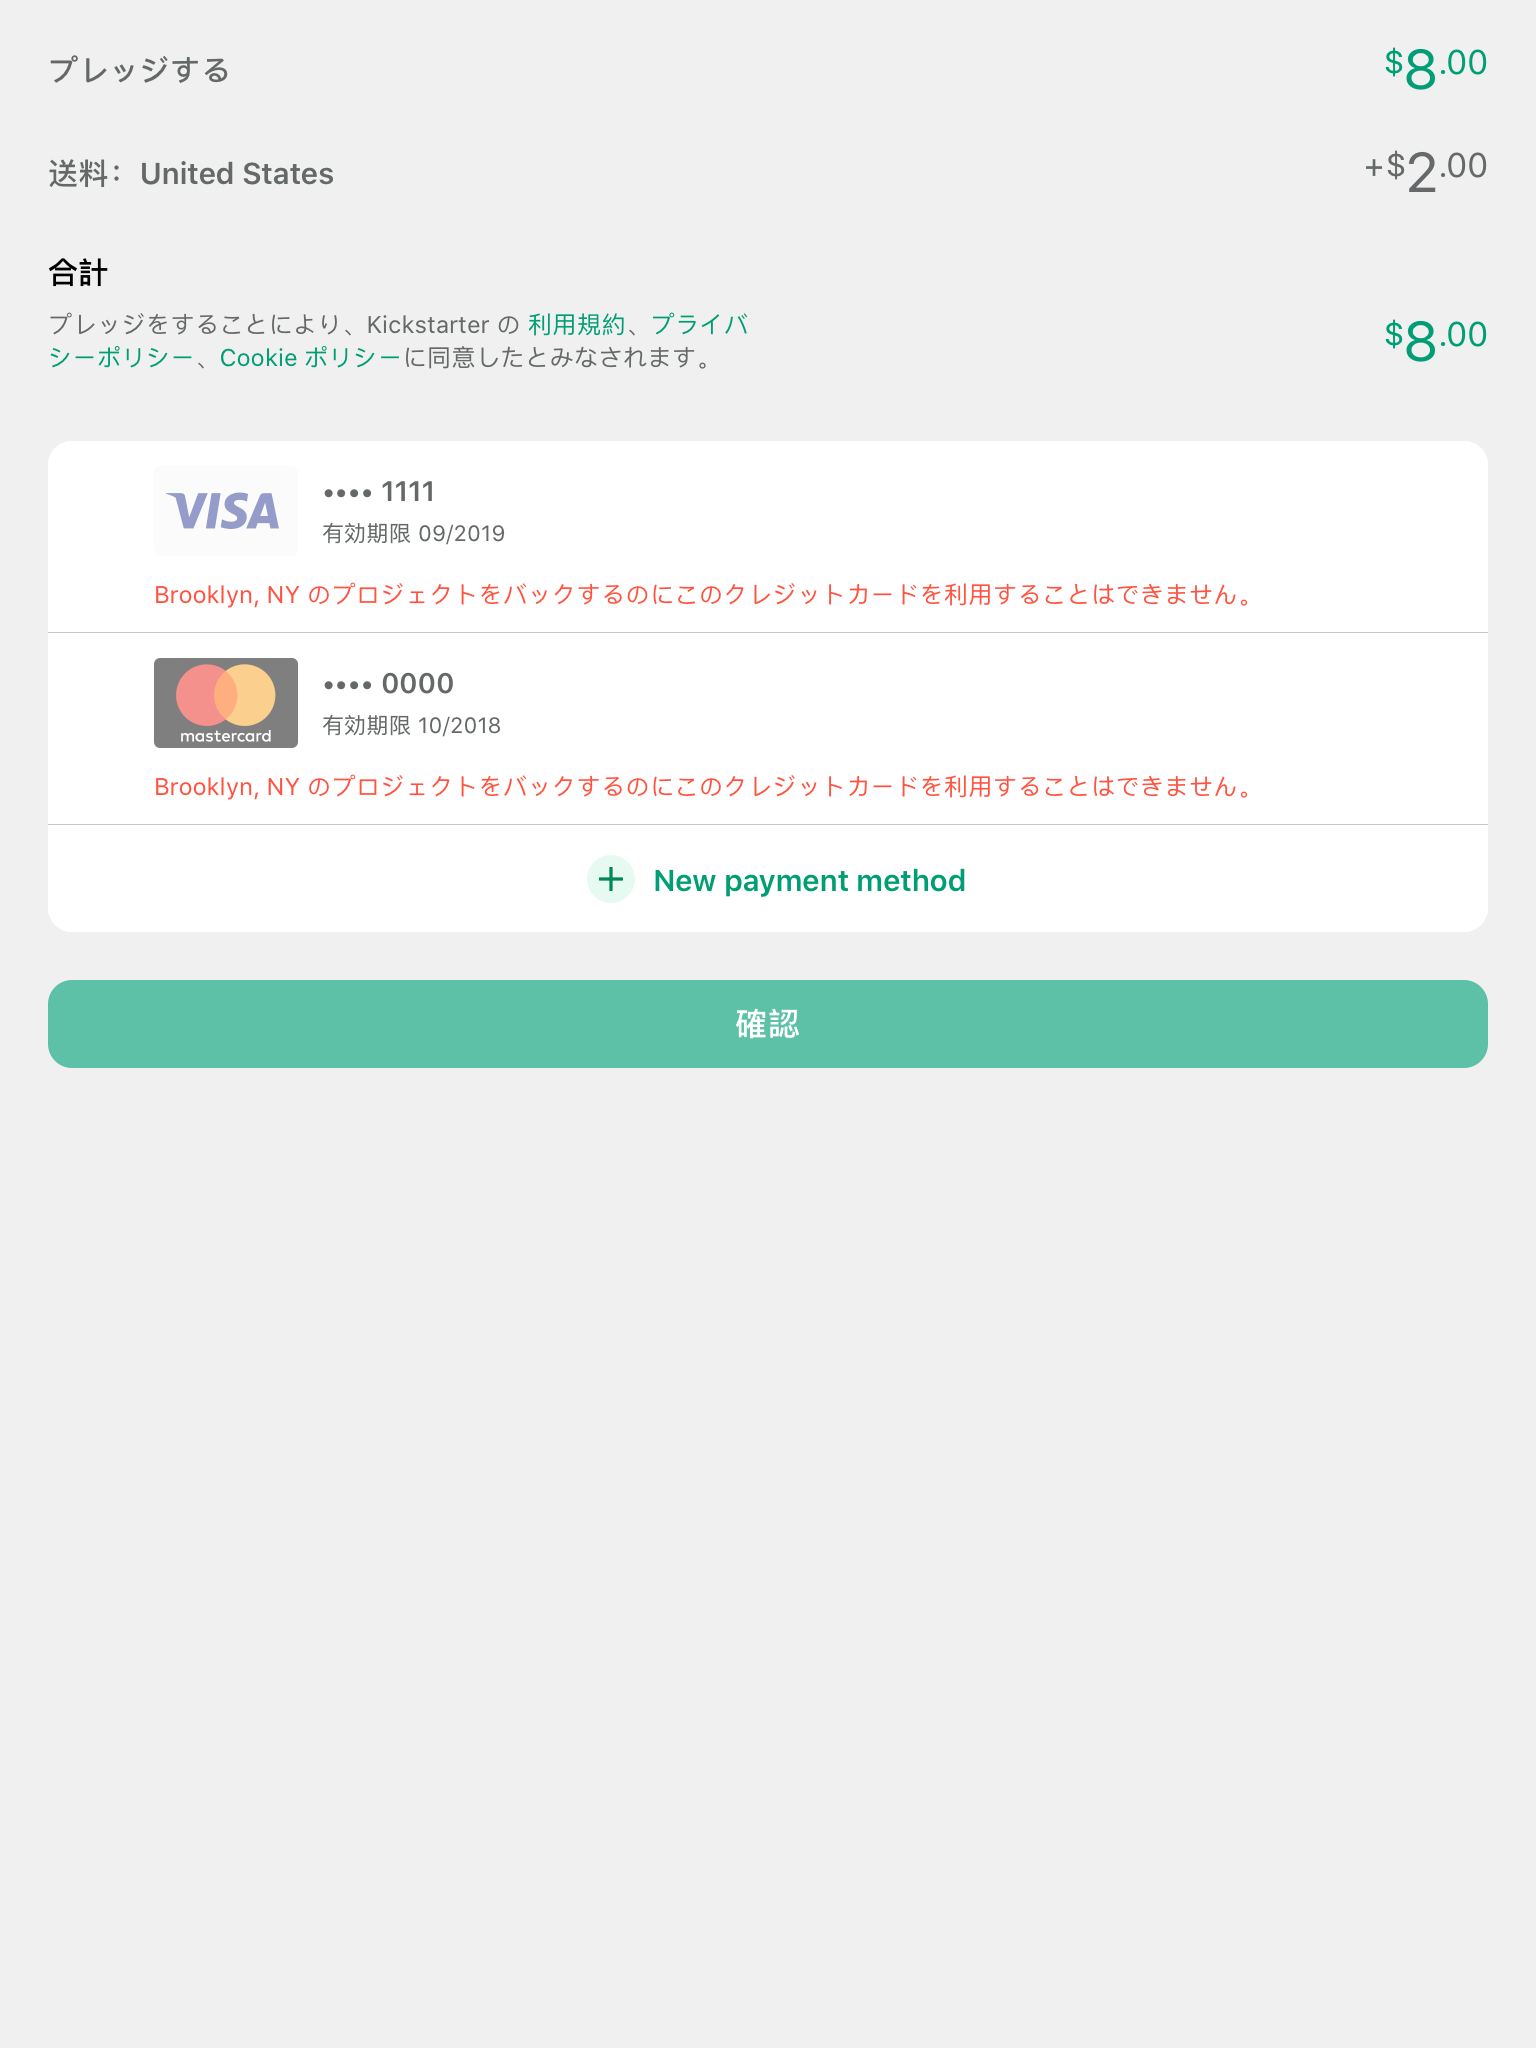 プレッジする $8.00
送料： United States +$2.00
合計
プレッジをすることにより、Kickstarter の 利用規約、プライバ
シーポリシー、Cookie ポリシーに同意したとみなされます。
$8.00
VISA
•••• 1111
有効期限 09/2019
Brooklyn, NY のプロジェクトをバックするのにこのクレジットカードを利用することはできません。
mastercard
•••• 0000
有効期限 10/2018
Brooklyn, NY のプロジェクトをバックするのにこのクレジットカードを利用することはできません。
New payment method
確認